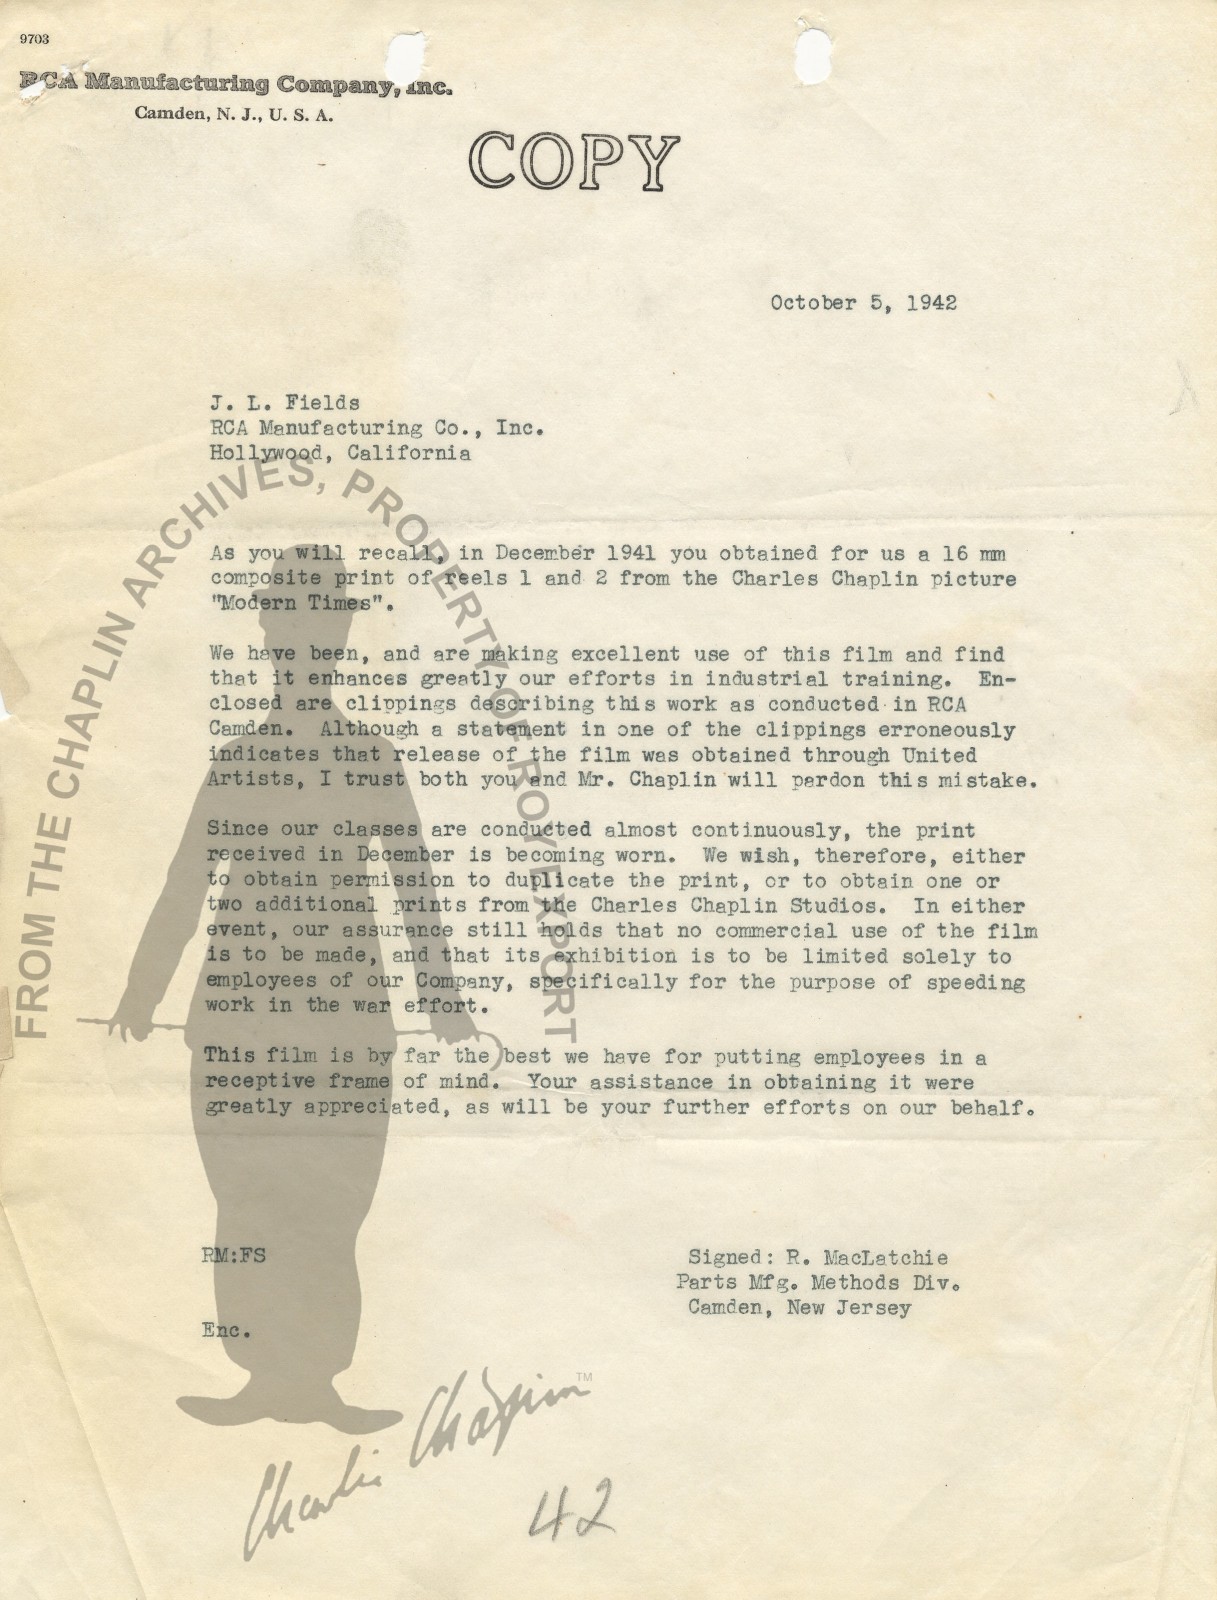 9703
RCA Manufacturing Company, Inc.
Camden, N. J., U. S. A.
COPY
October 5, 1942
J. L. Fields
RCA Manufacturing Co., Inc.
Hollywood, California
As you will recall, in December 1941 you obtained for us a 16 mm
composite print of reels 1 and 2 from the Charles Chaplin picture
"Modern Times".
We have been, and are making excellent use of this film and find
that it enhances greatly our efforts in industrial training.  En-
closed are clippings describing this work as conducted in RCA
Camden.  Although a statement in one of the clippings erroneously
indicates that release of the film was obtained through United
Artists, I trust both you and Mr. Chaplin will pardon this mistake.
Since our classes are conducted almost continuously, the print
received in December is becoming worn.  We wish, therefore, either
to obtain permission to duplicate the print, or to obtain one or
two additional prints from the Charles Chaplin Studios.  In either
event, our assurance still holds that no commercial use of the film
is to be made, and that its exhibition is to be limited solely to
employees of our Company, specifically for the purpose of speeding
work in the war effort.
This film is by far the best we have for putting employees in a
receptive frame of mind.  Your assistance in obtaining it were
greatly appreciated, as will be your further efforts on our behalf.
RM:FS
Signed: R. MacLatchie
Parts Mfg. Methods Div.
Camden, New Jersey
Enc.
FROM THE CHAPLIN ARCHIVES, PROPERTY OF ROY EXPORT
Charlie Chaplin TM
42